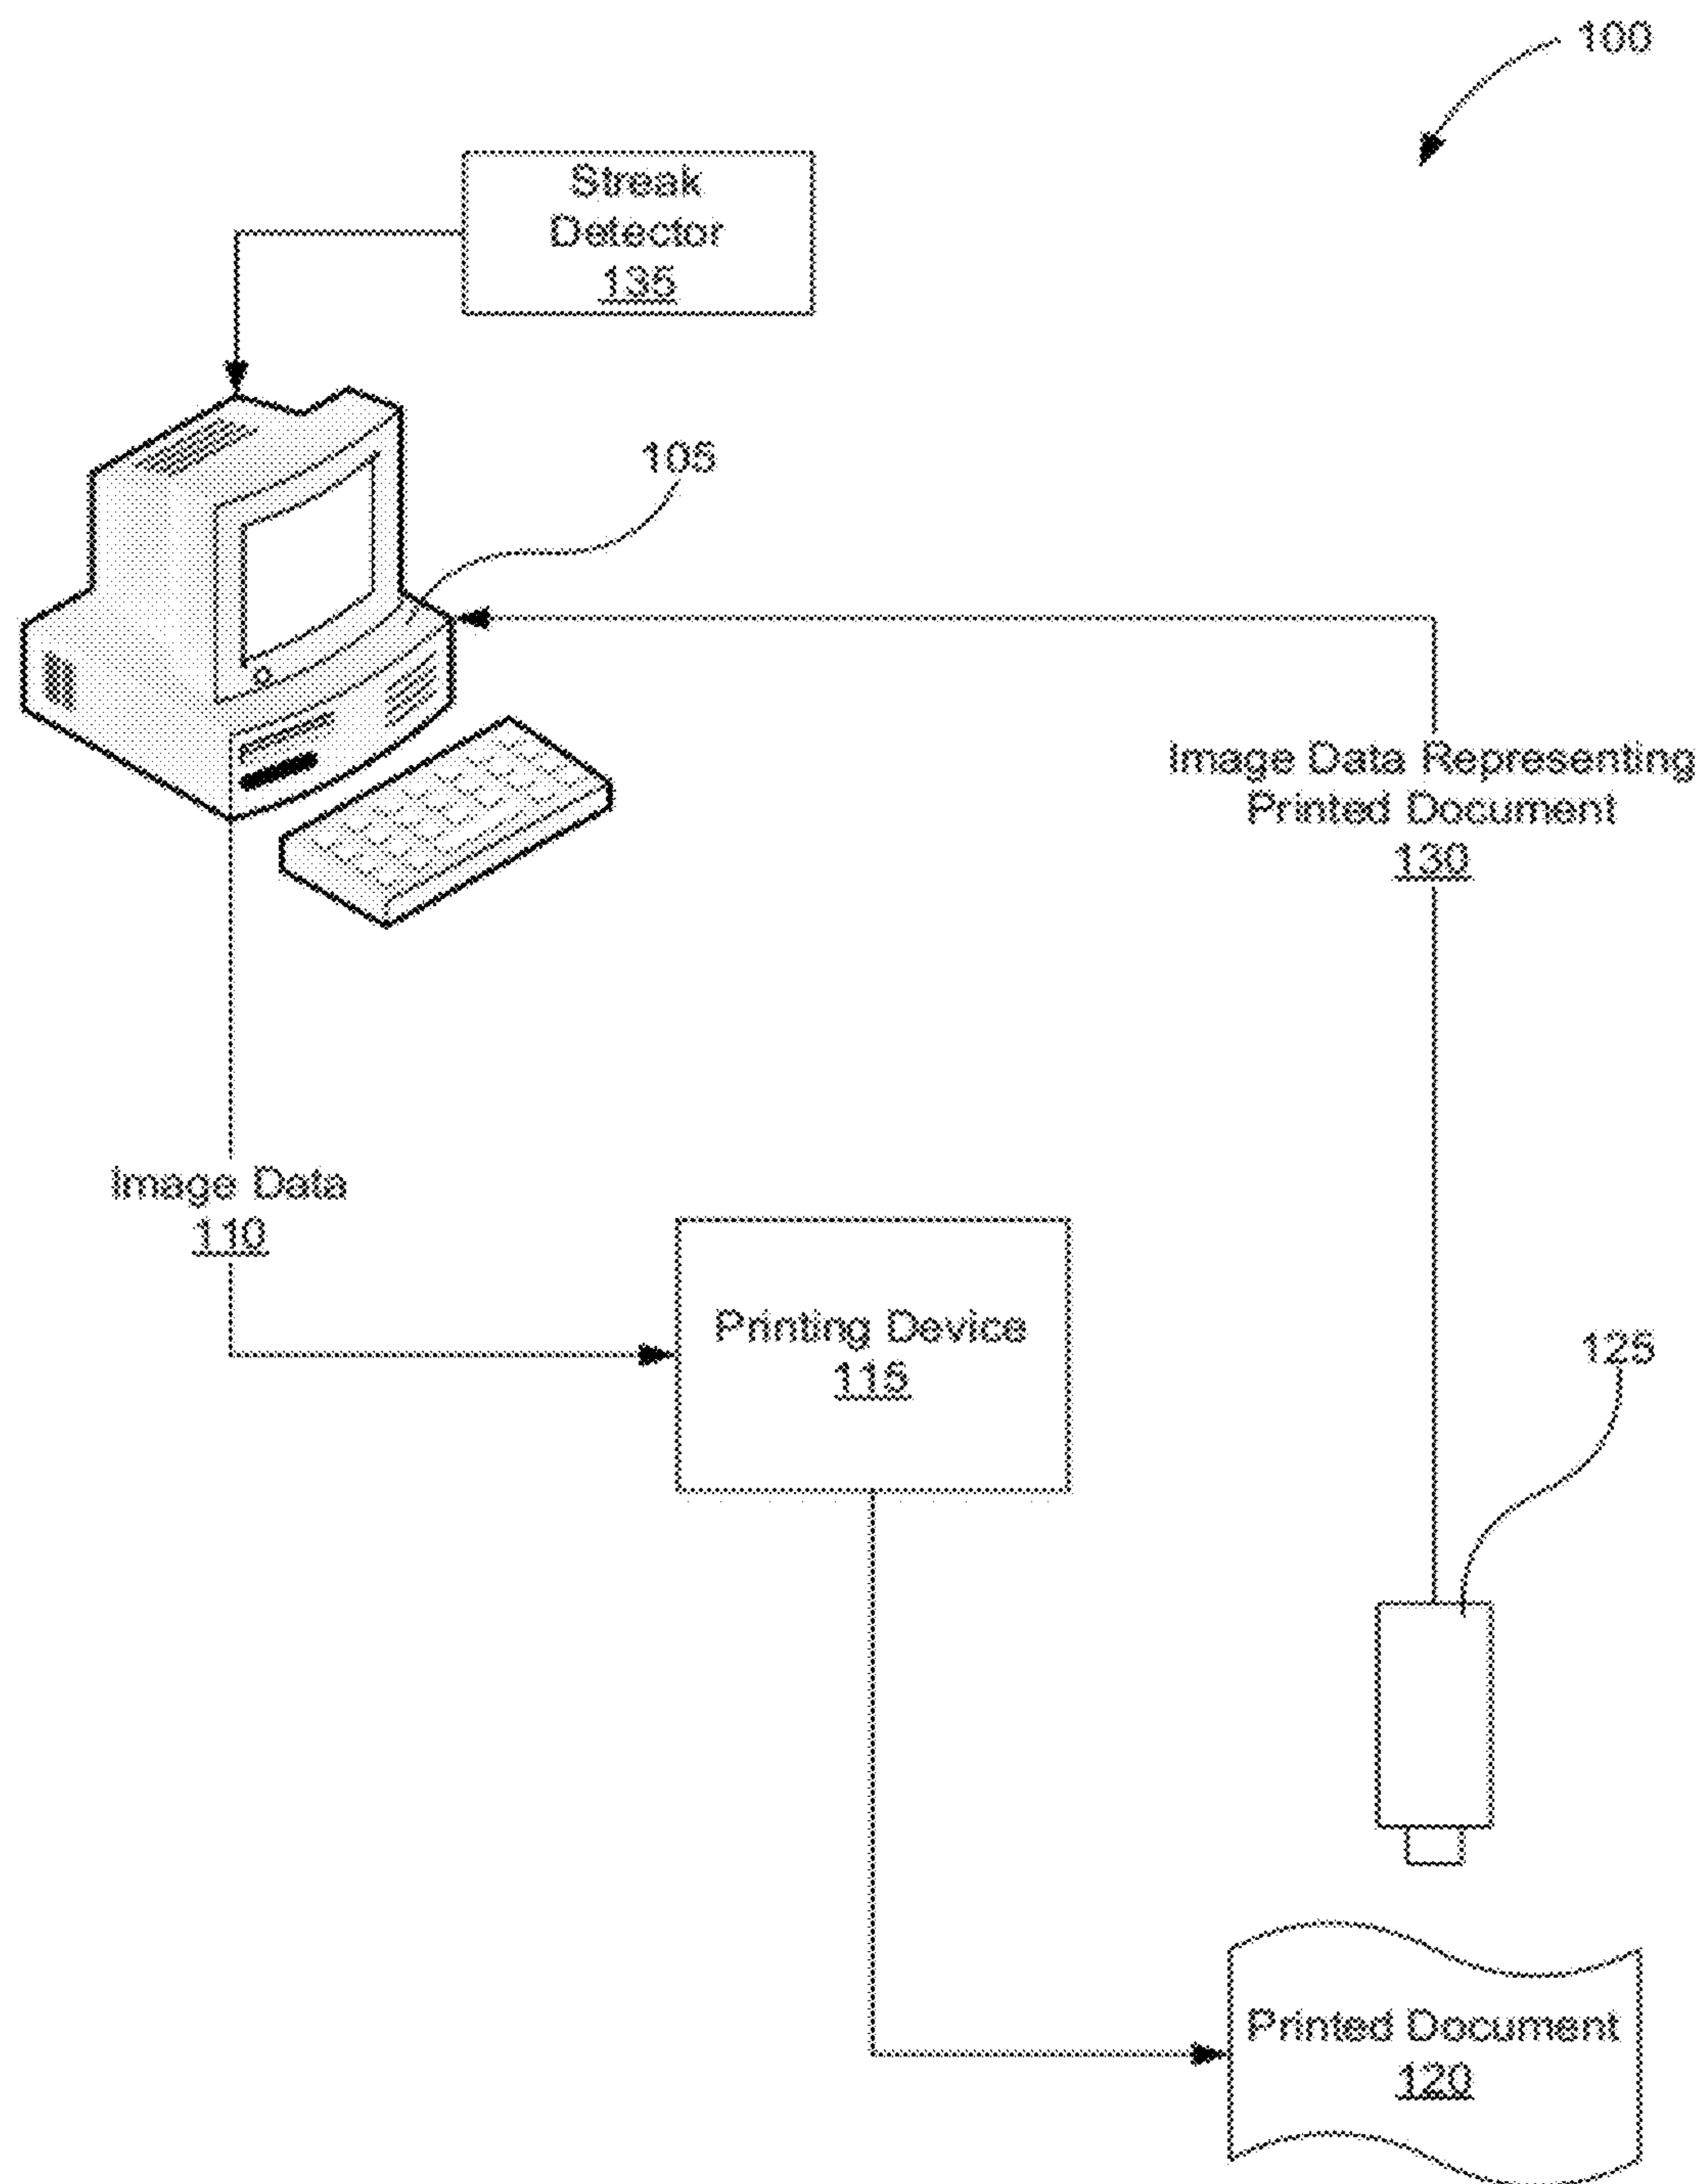 100
Streak
Detector
135
105
Image Data Representing
Printed Document
130
Image Data
110
Printing Device
115
125
Printed Document
120